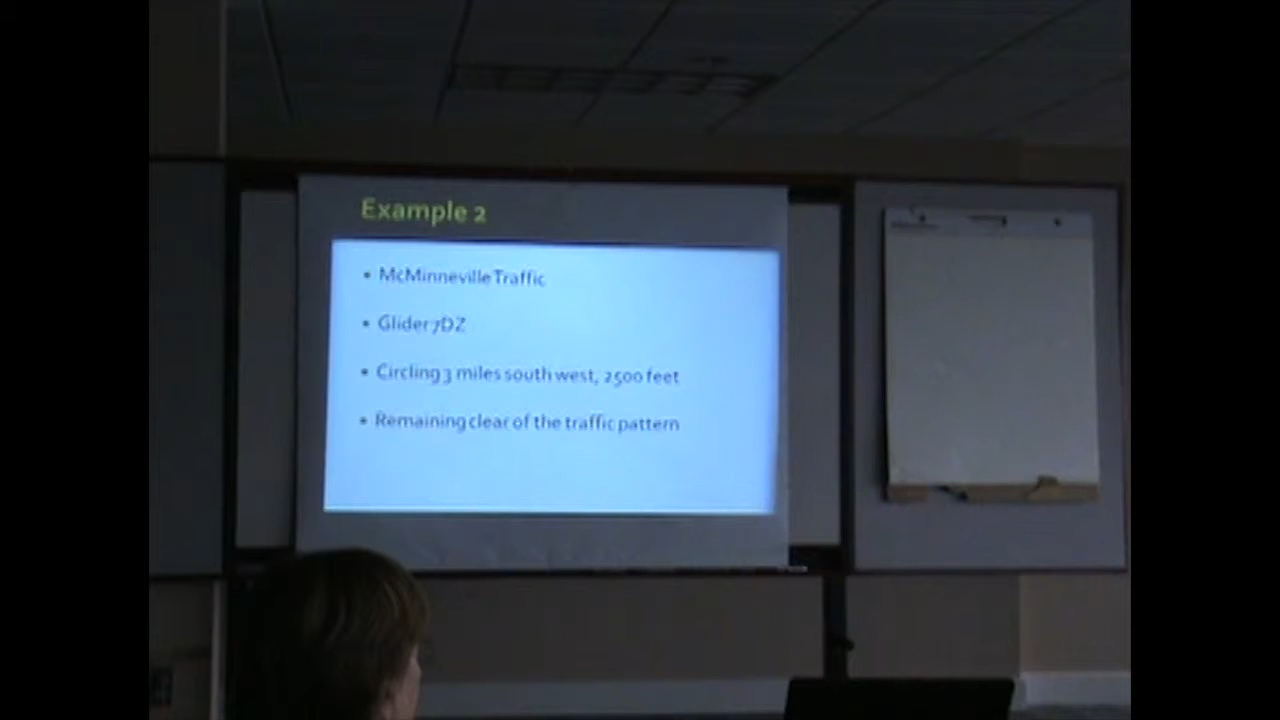 Example 2
• McMinneville Traffic
• Glider 7DZ
• Circling 3 miles south west, 2500 feet
• Remaining clear of the traffic pattern